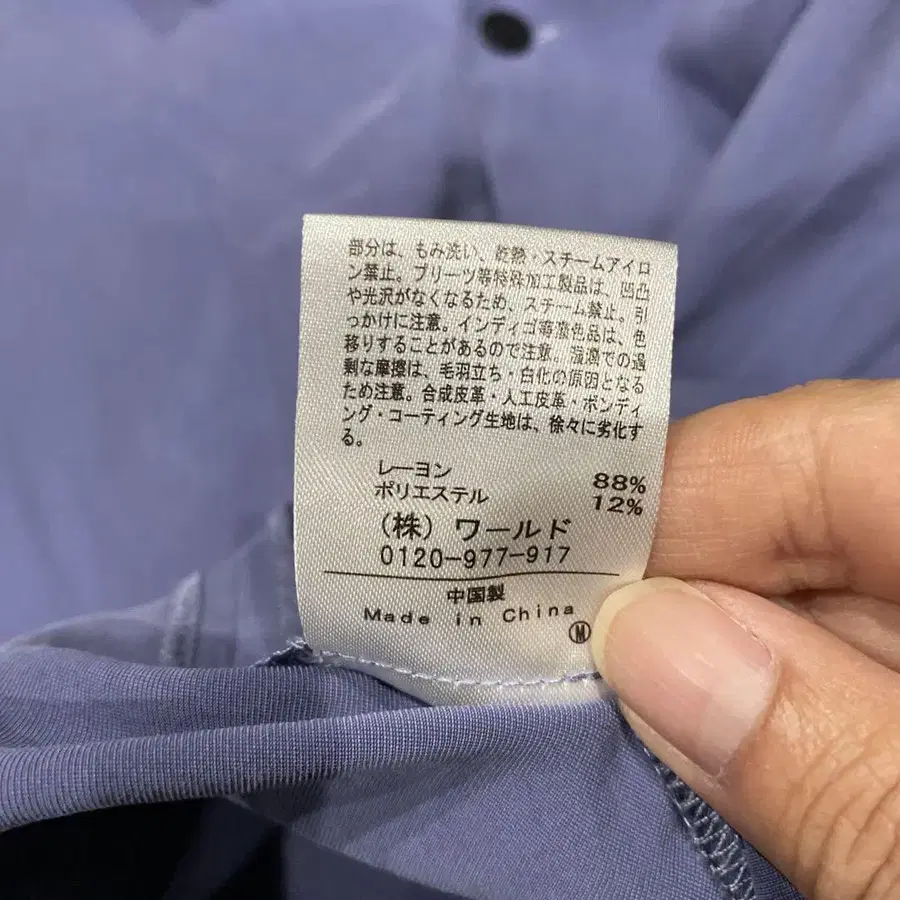 部分は、もみ洗い、乾熱・スチームアイロ
ン禁止。プリーツ等特殊加工製品は、凹凸
や光沢がなくなるため、スチーム禁止。引
っかけに注意。インディゴ等濃色品は、色
移りすることがあるので注意。湿潤での過
剰な摩擦は、毛羽立ち・白化の原因となる
ため注意。合成皮革・人工皮革・ボンディ
ング・コーティング生地は、徐々に劣化す
る。
レーヨン 88%
ポリエステル 12%
(株) ワールド
0120-977-917
中国製
Made in China
M